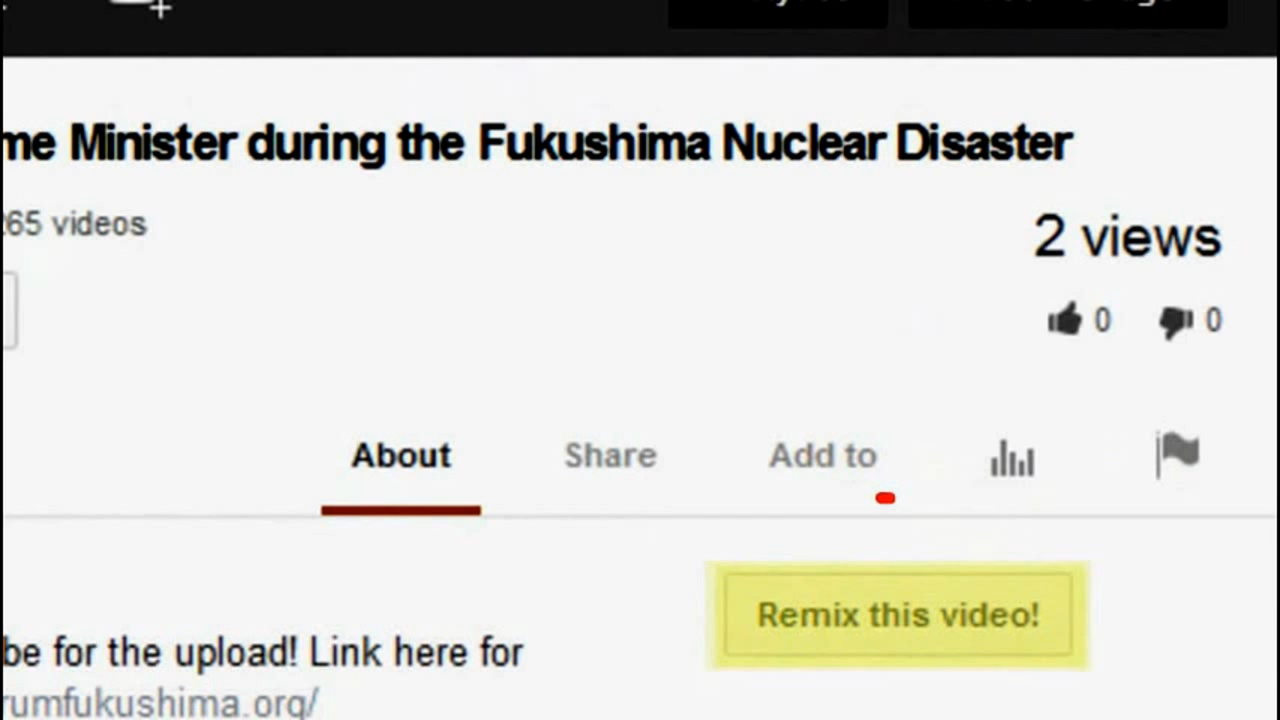 me Minister during the Fukushima Nuclear Disaster
265 videos
2 views
0 0
About Share Add to
Remix this video!
be for the upload! Link here for
rumfukushima.org/